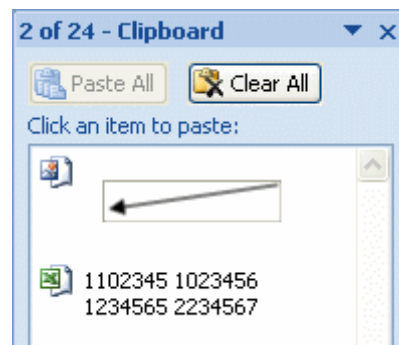 2 of 24 - Clipboard
Paste All Clear All
Click an item to paste:
1102345 1023456
1234565 2234567